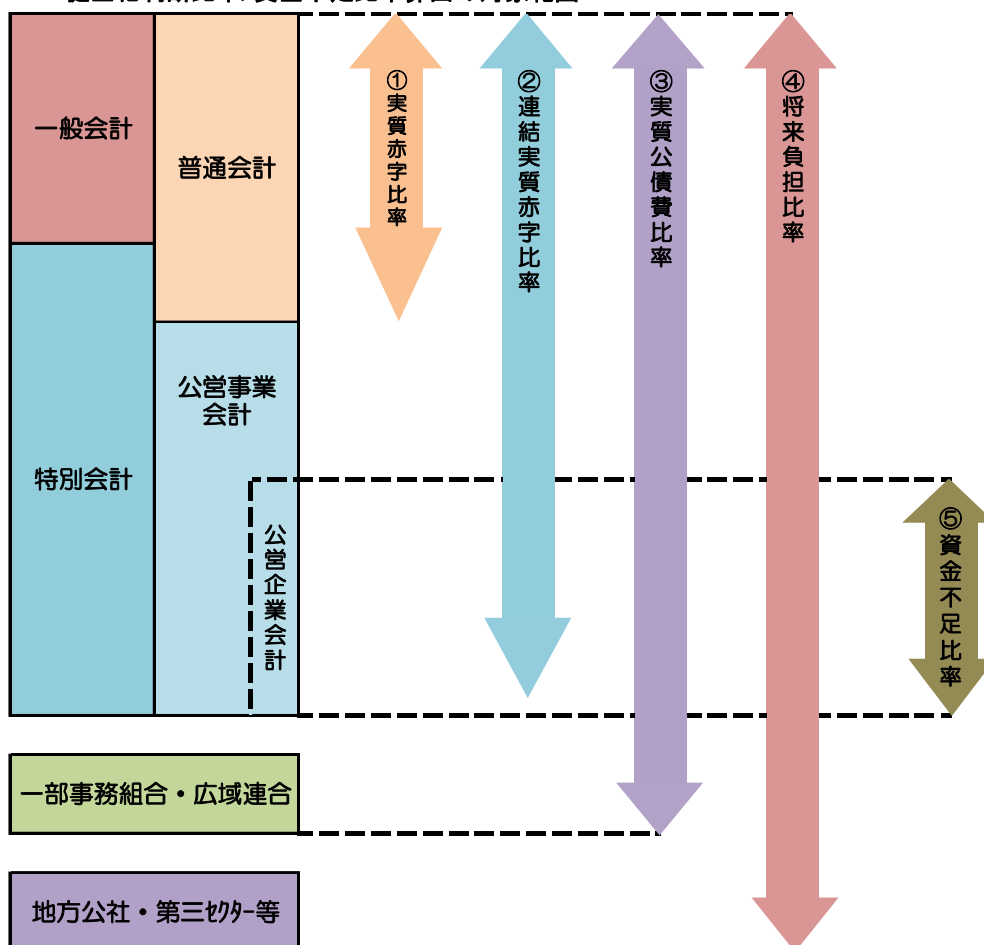 一般会計
普通会計
特別会計
公営事業
会計
公営企業会計
①実質赤字比率
②連結実質赤字比率
③実質公債費比率
④将来負担比率
⑤資金不足比率
一部事務組合・広域連合
地方公社・第三ｾｸﾀｰ等